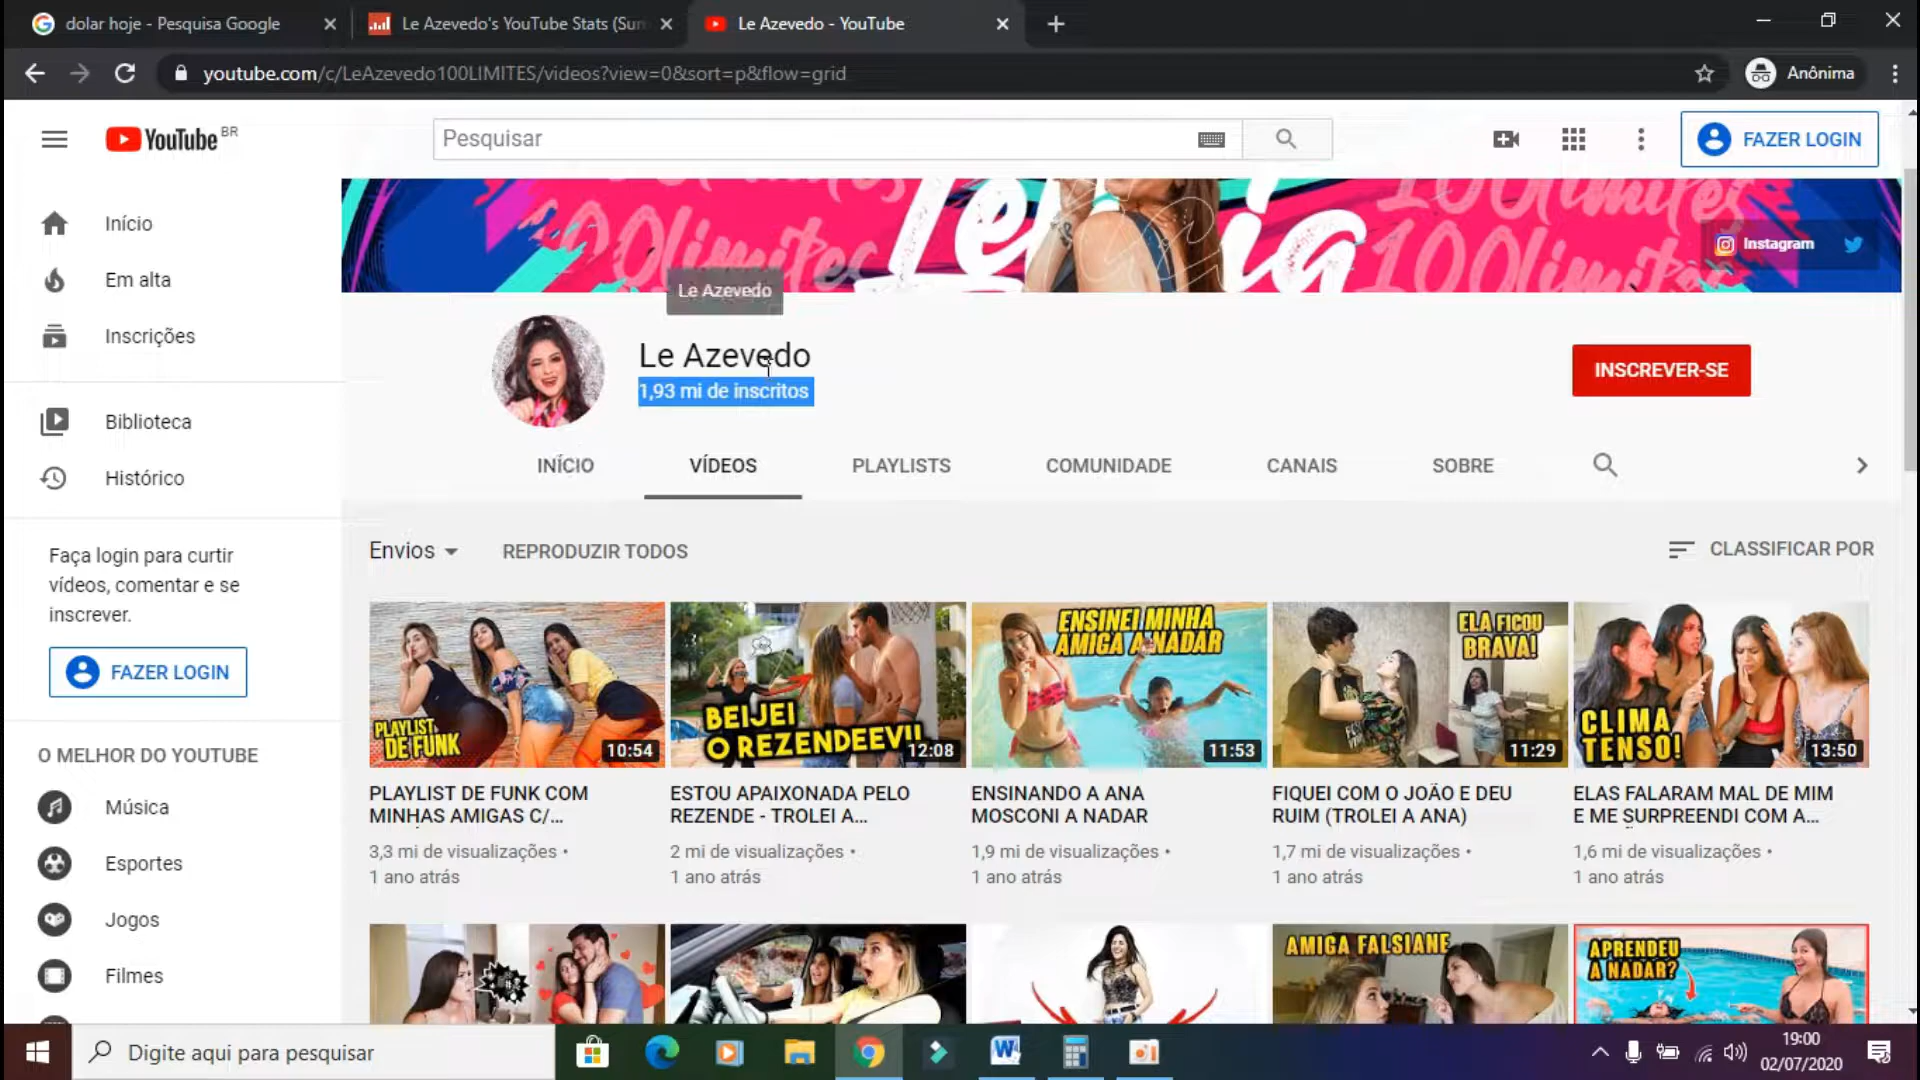 dolar hoje - Pesquisa Google
Le Azevedo's YouTube Stats (Sum
Le Azevedo - YouTube
youtube.com/c/LeAzevedo100LIMITES/videos?view=0&sort=p&flow=grid
Anônima
YouTube BR
Pesquisar
FAZER LOGIN
Início
Em alta
Inscrições
Biblioteca
Histórico
Faça login para curtir
vídeos, comentar e se
inscrever.
FAZER LOGIN
O MELHOR DO YOUTUBE
Música
Esportes
Jogos
Filmes
100limites
100limites
Instagram
Le Azevedo
Le Azevedo
1,93 mi de inscritos
INSCREVER-SE
INÍCIO
VÍDEOS
PLAYLISTS
COMUNIDADE
CANAIS
SOBRE
Envios
REPRODUZIR TODOS
CLASSIFICAR POR
PLAYLIST
DE FUNK
10:54
PLAYLIST DE FUNK COM
MINHAS AMIGAS C/...
3,3 mi de visualizações •
1 ano atrás
BEIJEI
O REZENDEEVIL
12:08
ESTOU APAIXONADA PELO
REZENDE - TROLEI A...
2 mi de visualizações •
1 ano atrás
ENSINEI MINHA
AMIGA A NADAR
11:53
ENSINANDO A ANA
MOSCONI A NADAR
1,9 mi de visualizações •
1 ano atrás
ELA FICOU
BRAVA!
11:29
FIQUEI COM O JOÃO E DEU
RUIM (TROLEI A ANA)
1,7 mi de visualizações •
1 ano atrás
CLIMA
TENSO!
13:50
ELAS FALARAM MAL DE MIM
E ME SURPREENDI COM A...
1,6 mi de visualizações •
1 ano atrás
AMIGA FALSIANE
APRENDEU
A NADAR?
Digite aqui para pesquisar
19:00
02/07/2020